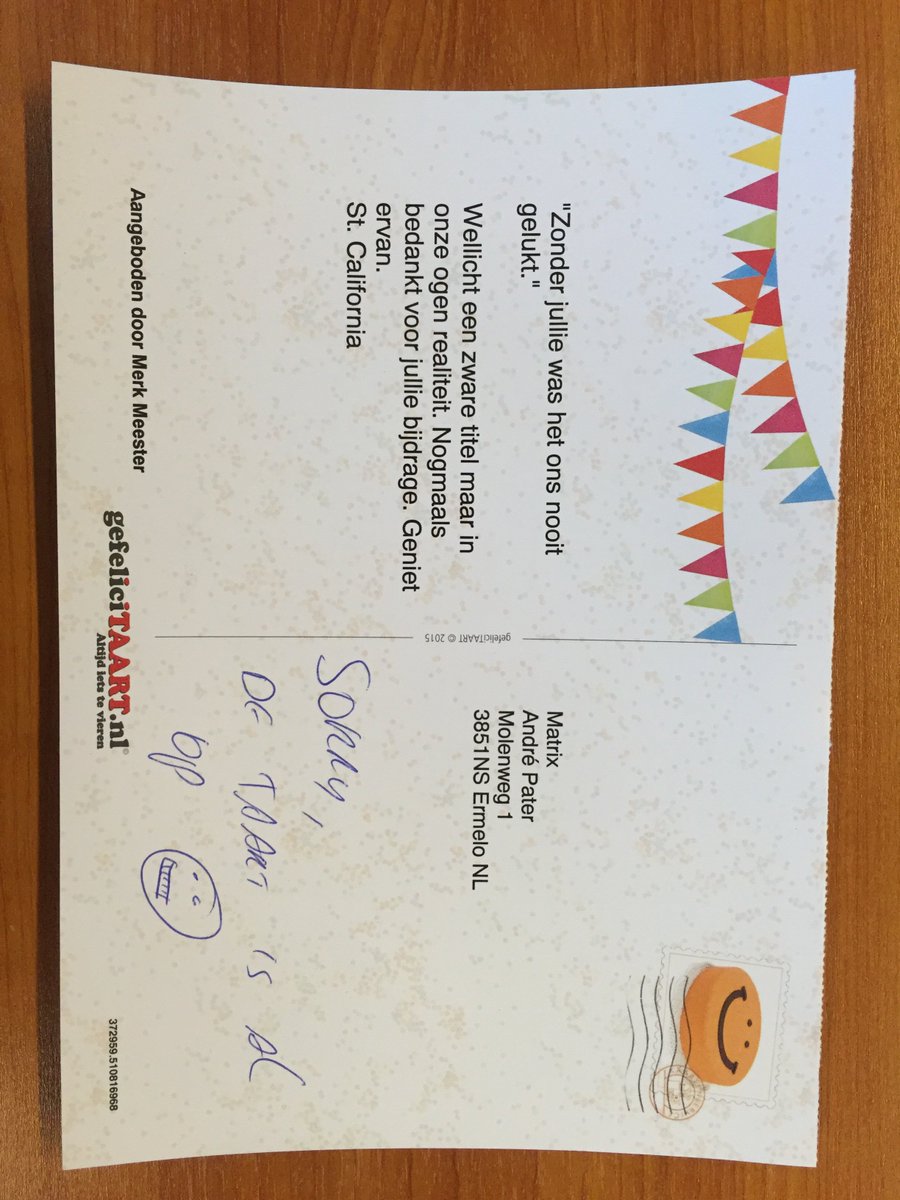 "Zonder jullie was het ons nooit
gelukt."
Wellicht een zware titel maar in
onze ogen realiteit. Nogmaals
bedankt voor jullie bijdrage. Geniet
ervan.
St. California
Aangeboden door Merk Meester
gefeliciTAART © 2015
Matrix
André Pater
Molenweg 1
3851NS Ermelo NL
SORRY,
DE TAART IS AL
OP
gefeliciTAART.nl
Altijd iets te vieren
372959.510816968